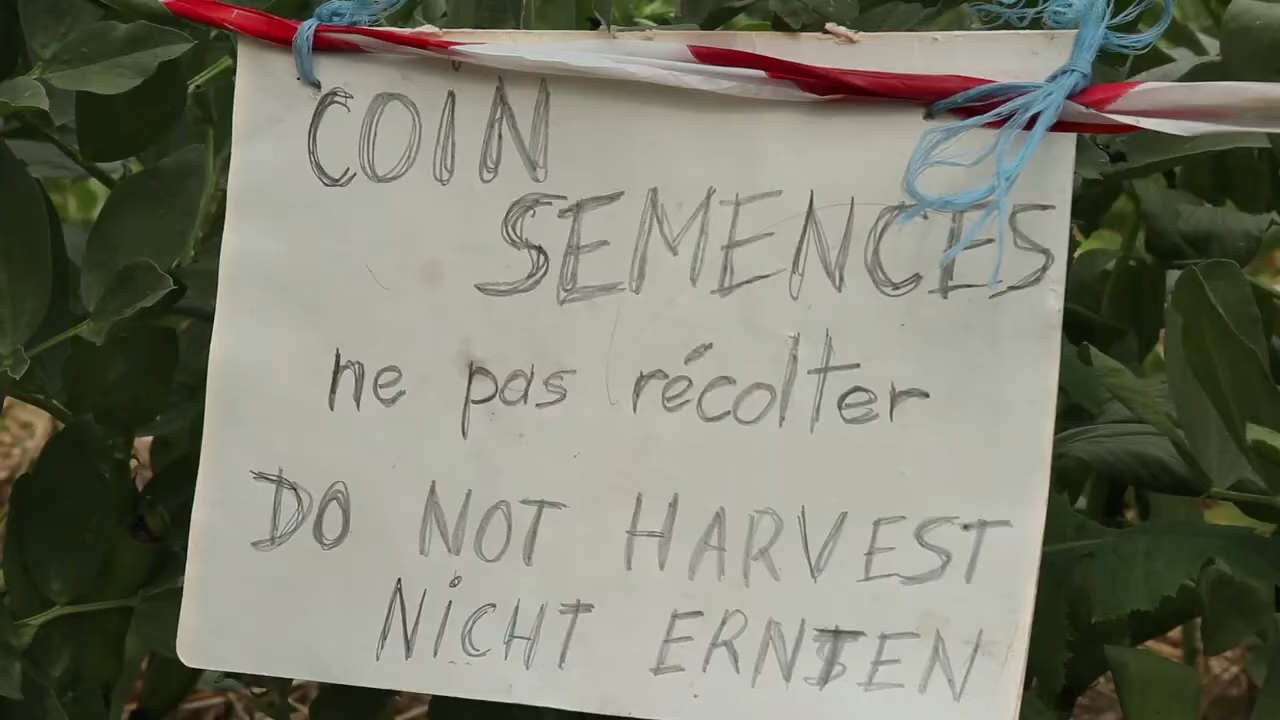 COIN
SEMENCES
ne pas récolter
DO NOT HARVEST
NiCHT ERNTEN